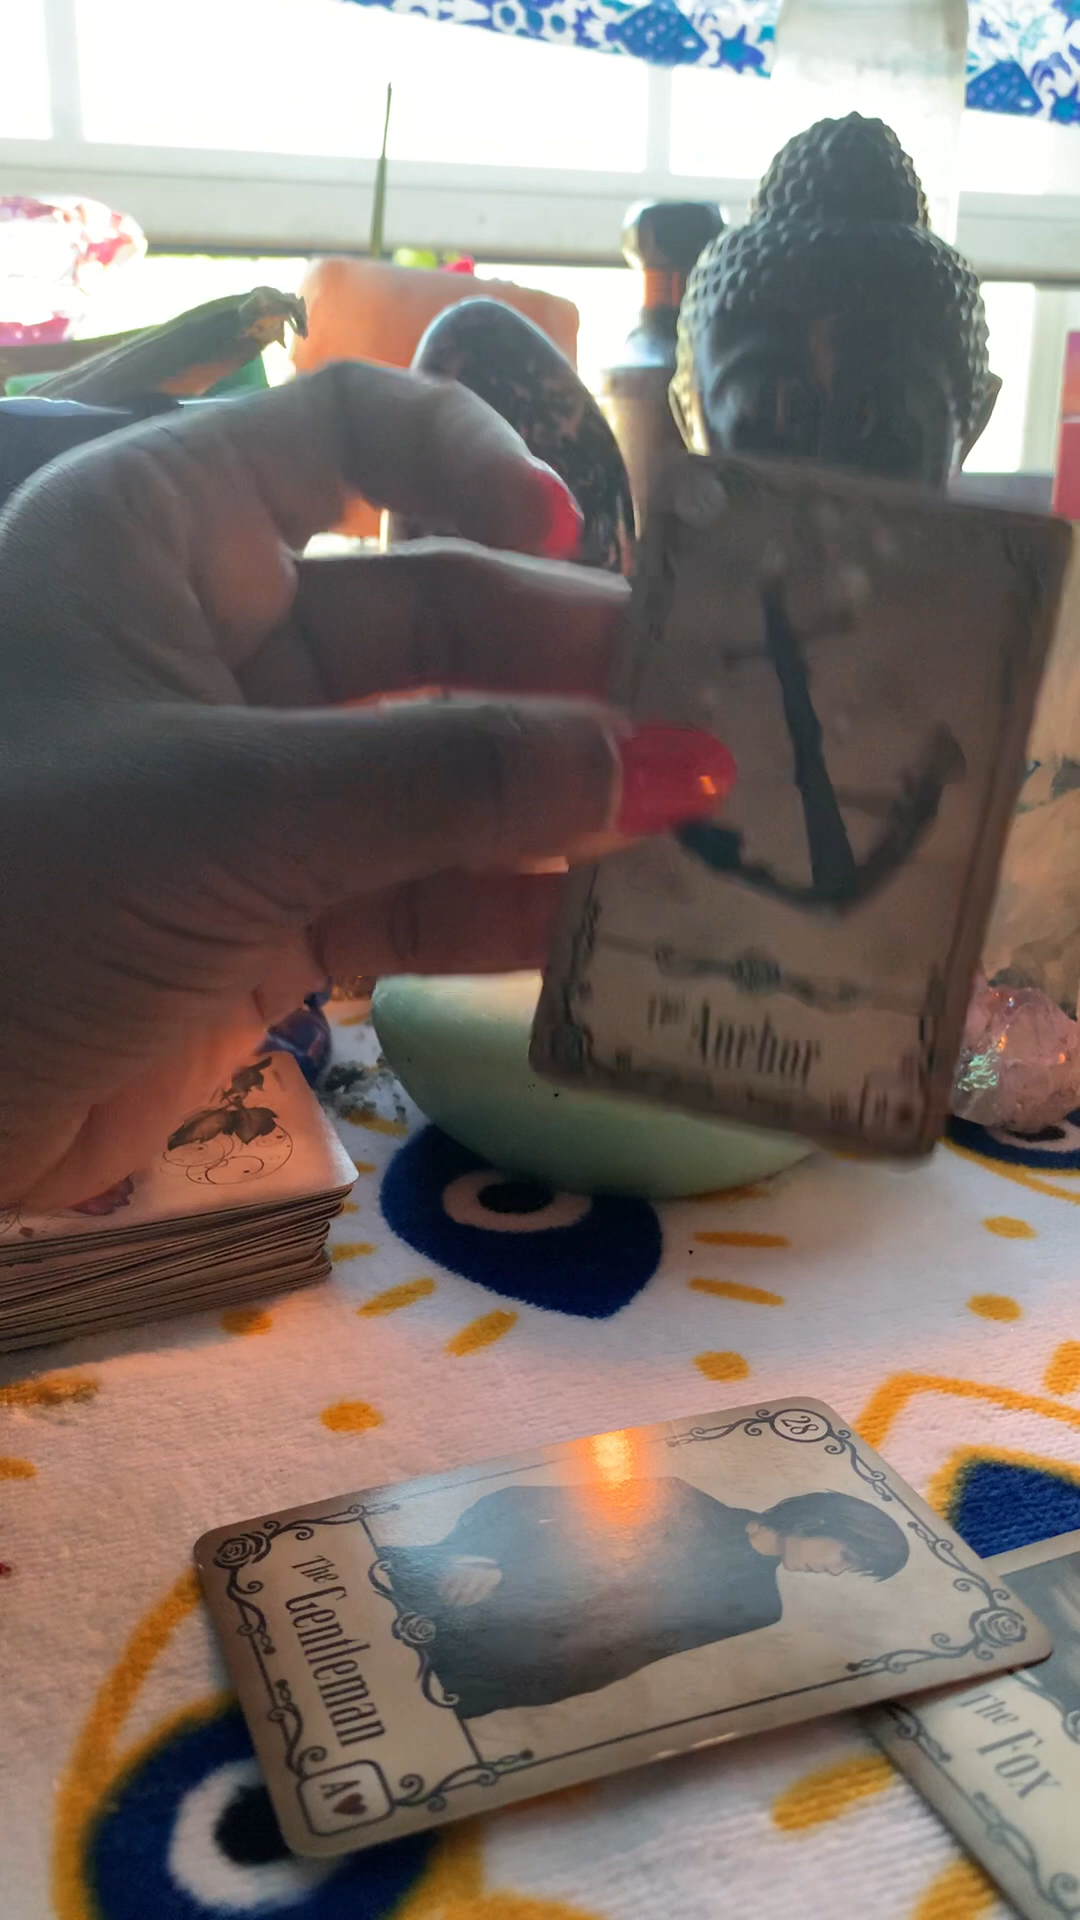 The Anchor
28
The Gentleman
A
The Fox